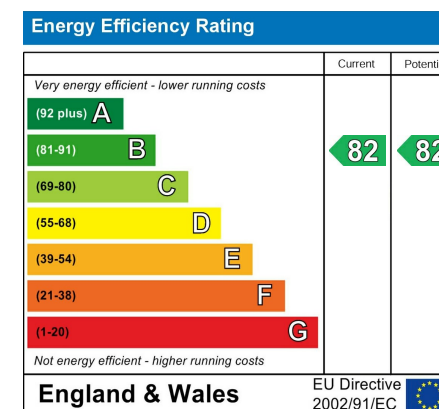 Energy Efficiency Rating
Current Potenti
Very energy efficient - lower running costs
(92 plus) A
(81-91) B 82 82
(69-80) C
(55-68) D
(39-54) E
(21-38) F
(1-20) G
Not energy efficient - higher running costs
England & Wales
EU Directive
2002/91/EC